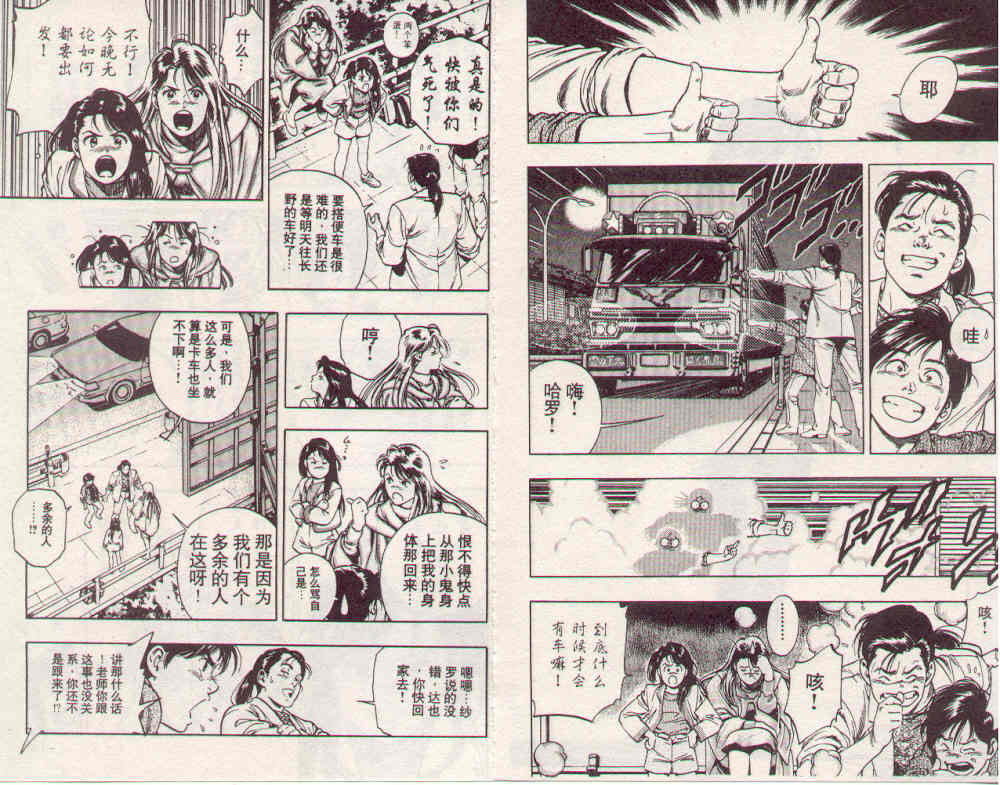 耶
哇！
嗨！
哈罗！
咳！
咳！
………
到底什么
时候才会
有车嘛！
两个笨
蛋！
真是的！
快被你们
气死了！
要搭便车是很
难的，我们还
是等明天往长
野的车好了…
什么…
不行！
今晚无
论如何
都要出
发！
哼！
可是，我们
这么多人，就
算是卡车也坐
不下啊…！
那是因为
我们有个
多余的人
在这呀！
多余的人
……!?
恨不得快点
从那小鬼身
上把我的身
体那回来…
怎么骂自
己是…
嗯嗯…纱
罗说的没
错，达也
，你快回
家去！
讲那什么话
！老师你跟
这事也没关
系，你还不
是跟来了!?